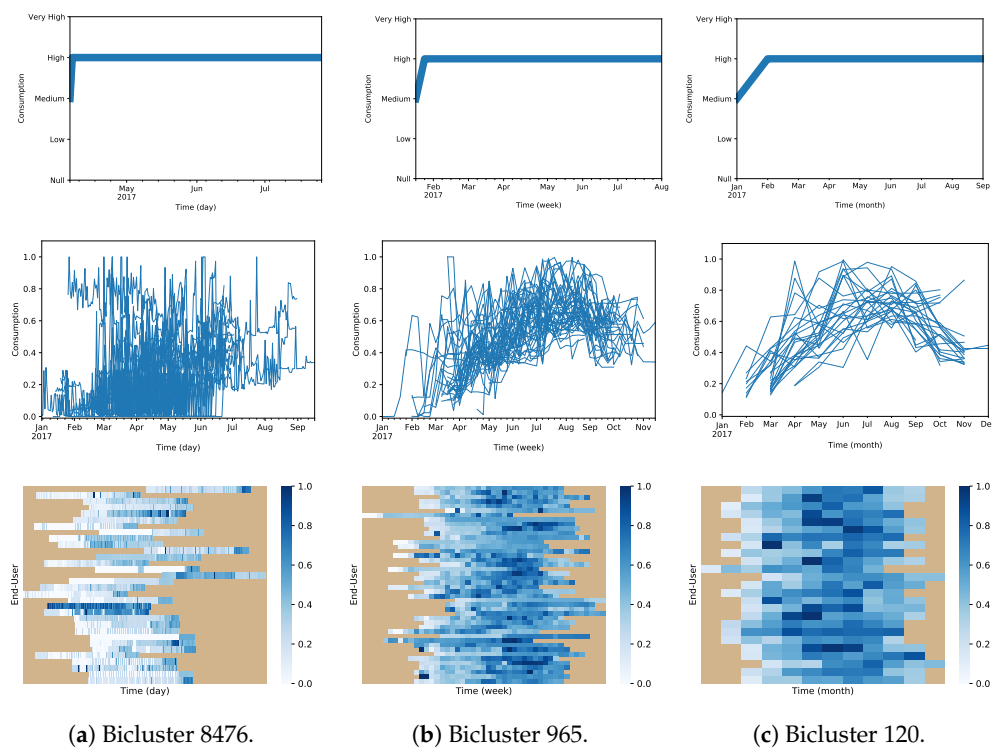 Very High
High
Medium
Low
Null
Consumption
May
2017
Jun
Jul
Time (day)
Very High
High
Medium
Low
Null
Consumption
Feb
2017
Mar
Apr
May
Jun
Jul
Aug
Time (week)
Very High
High
Medium
Low
Null
Consumption
Jan
2017
Feb
Mar
Apr
May
Jun
Jul
Aug
Sep
Time (month)
1.0
0.8
0.6
0.4
0.2
0.0
Consumption
Jan
2017
Feb
Mar
Apr
May
Jun
Jul
Aug
Sep
Time (day)
1.0
0.8
0.6
0.4
0.2
0.0
Consumption
Jan
2017
Feb
Mar
Apr
May
Jun
Jul
Aug
Sep
Oct
Nov
Time (week)
1.0
0.8
0.6
0.4
0.2
0.0
Consumption
Jan
2017
Feb
Mar
Apr
May
Jun
Jul
Aug
Sep
Oct
Nov
De
Time (month)
End-User
Time (day)
1.0
0.8
0.6
0.4
0.2
0.0
End-User
Time (week)
1.0
0.8
0.6
0.4
0.2
0.0
End-User
Time (month)
1.0
0.8
0.6
0.4
0.2
0.0
(a) Bicluster 8476.
(b) Bicluster 965.
(c) Bicluster 120.